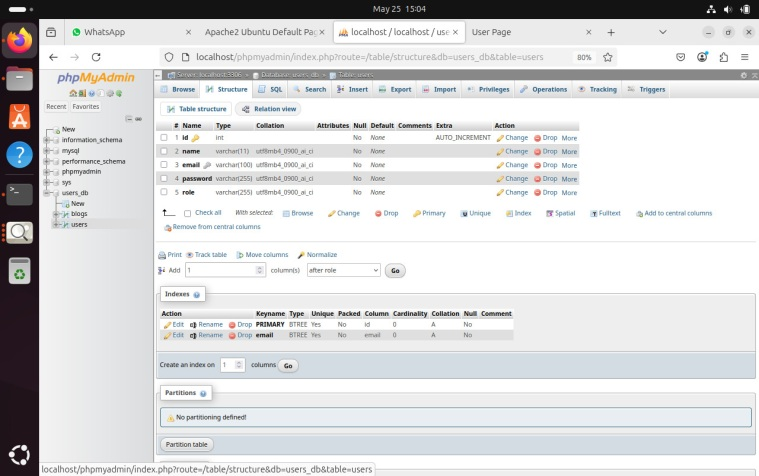 May 25 15:04
WhatsApp
Apache2 Ubuntu Default Pag
localhost / localhost / use
User Page
localhost/phpmyadmin/index.php?route=/table/structure&db=users_db&table=users
80%
phpMyAdmin
Recent Favorites
New
information_schema
mysql
performance_schema
phpmyadmin
sys
users_db
New
blogs
users
Server: localhost:3306 » Database: users_db » Table: users
Browse Structure SQL Search Insert Export Import Privileges Operations Tracking Triggers
Table structure Relation view
# Name Type Collation Attributes Null Default Comments Extra Action
1 id int No None AUTO_INCREMENT Change Drop More
2 name varchar(11) utf8mb4_0900_ai_ci No None Change Drop More
3 email varchar(100) utf8mb4_0900_ai_ci No None Change Drop More
4 password varchar(255) utf8mb4_0900_ai_ci No None Change Drop More
5 role varchar(255) utf8mb4_0900_ai_ci No None Change Drop More
Check all With selected: Browse Change Drop Primary Unique Index Spatial Fulltext Add to central columns
Remove from central columns
Print Track table Move columns Normalize
Add 1 column(s) after role Go
Indexes
Action Keyname Type Unique Packed Column Cardinality Collation Null Comment
Edit Rename Drop PRIMARY BTREE Yes No id 0 A No
Edit Rename Drop email BTREE Yes No email 0 A No
Create an index on 1 columns Go
Partitions
No partitioning defined!
Partition table
localhost/phpmyadmin/index.php?route=/table/structure&db=users_db&table=users